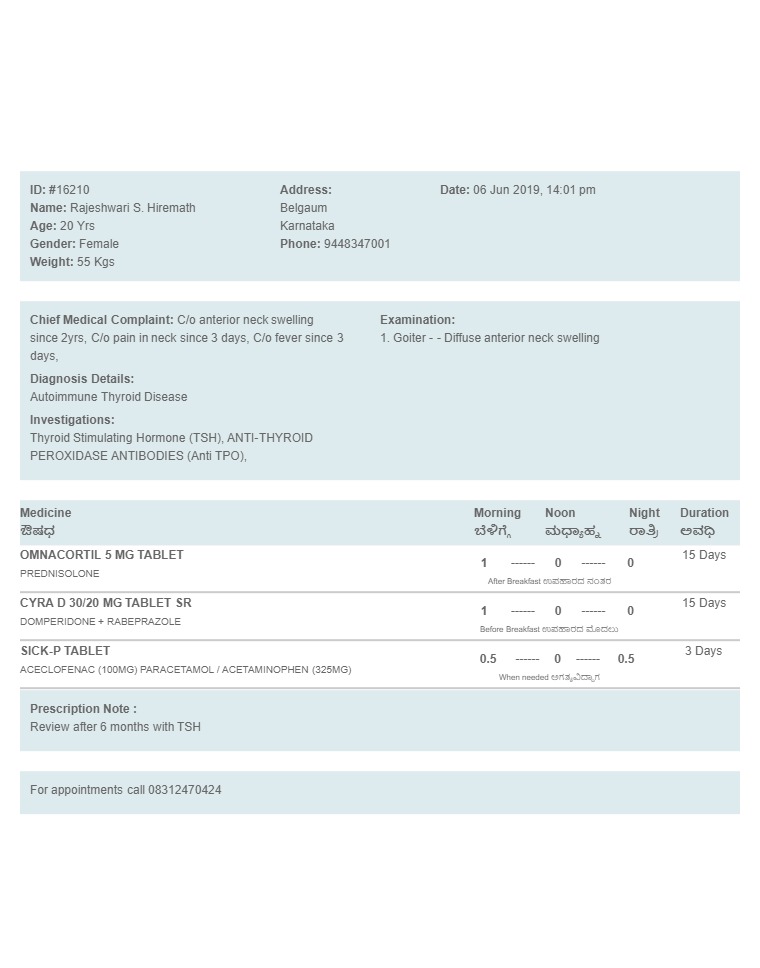 ID: #16210
Name: Rajeshwari S. Hiremath
Age: 20 Yrs
Gender: Female
Weight: 55 Kgs
Address:
Belgaum
Karnataka
Phone: 9448347001
Date: 06 Jun 2019, 14:01 pm
Chief Medical Complaint: C/o anterior neck swelling
since 2yrs, C/o pain in neck since 3 days, C/o fever since 3
days,
Diagnosis Details:
Autoimmune Thyroid Disease
Investigations:
Thyroid Stimulating Hormone (TSH), ANTI-THYROID
PEROXIDASE ANTIBODIES (Anti TPO),
Examination:
1. Goiter - - Diffuse anterior neck swelling
Medicine Morning Noon Night Duration
ಔಷಧ ಬೆಳಿಗ್ಗೆ ಮಧ್ಯಾಹ್ನ ರಾತ್ರಿ ಅವಧಿ
OMNACORTIL 5 MG TABLET 1 ------ 0 ------ 0 15 Days
PREDNISOLONE After Breakfast ಉಪಹಾರದ ನಂತರ
CYRA D 30/20 MG TABLET SR 1 ------ 0 ------ 0 15 Days
DOMPERIDONE + RABEPRAZOLE Before Breakfast ಉಪಹಾರದ ಮೊದಲು
SICK-P TABLET 0.5 ------ 0 ------ 0.5 3 Days
ACECLOFENAC (100MG) PARACETAMOL / ACETAMINOPHEN (325MG) When needed ಅಗತ್ಯವಿದ್ದಾಗ
Prescription Note :
Review after 6 months with TSH
For appointments call 08312470424